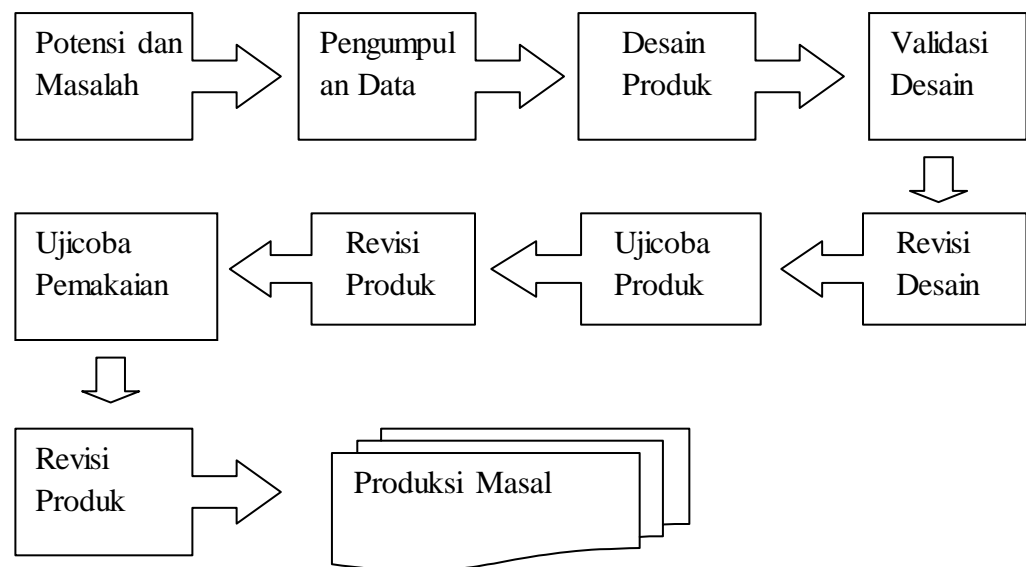 Potensi dan
Masalah
Pengumpul
an Data
Desain
Produk
Validasi
Desain
Revisi
Desain
Ujicoba
Produk
Revisi
Produk
Ujicoba
Pemakaian
Revisi
Produk
Produksi Masal